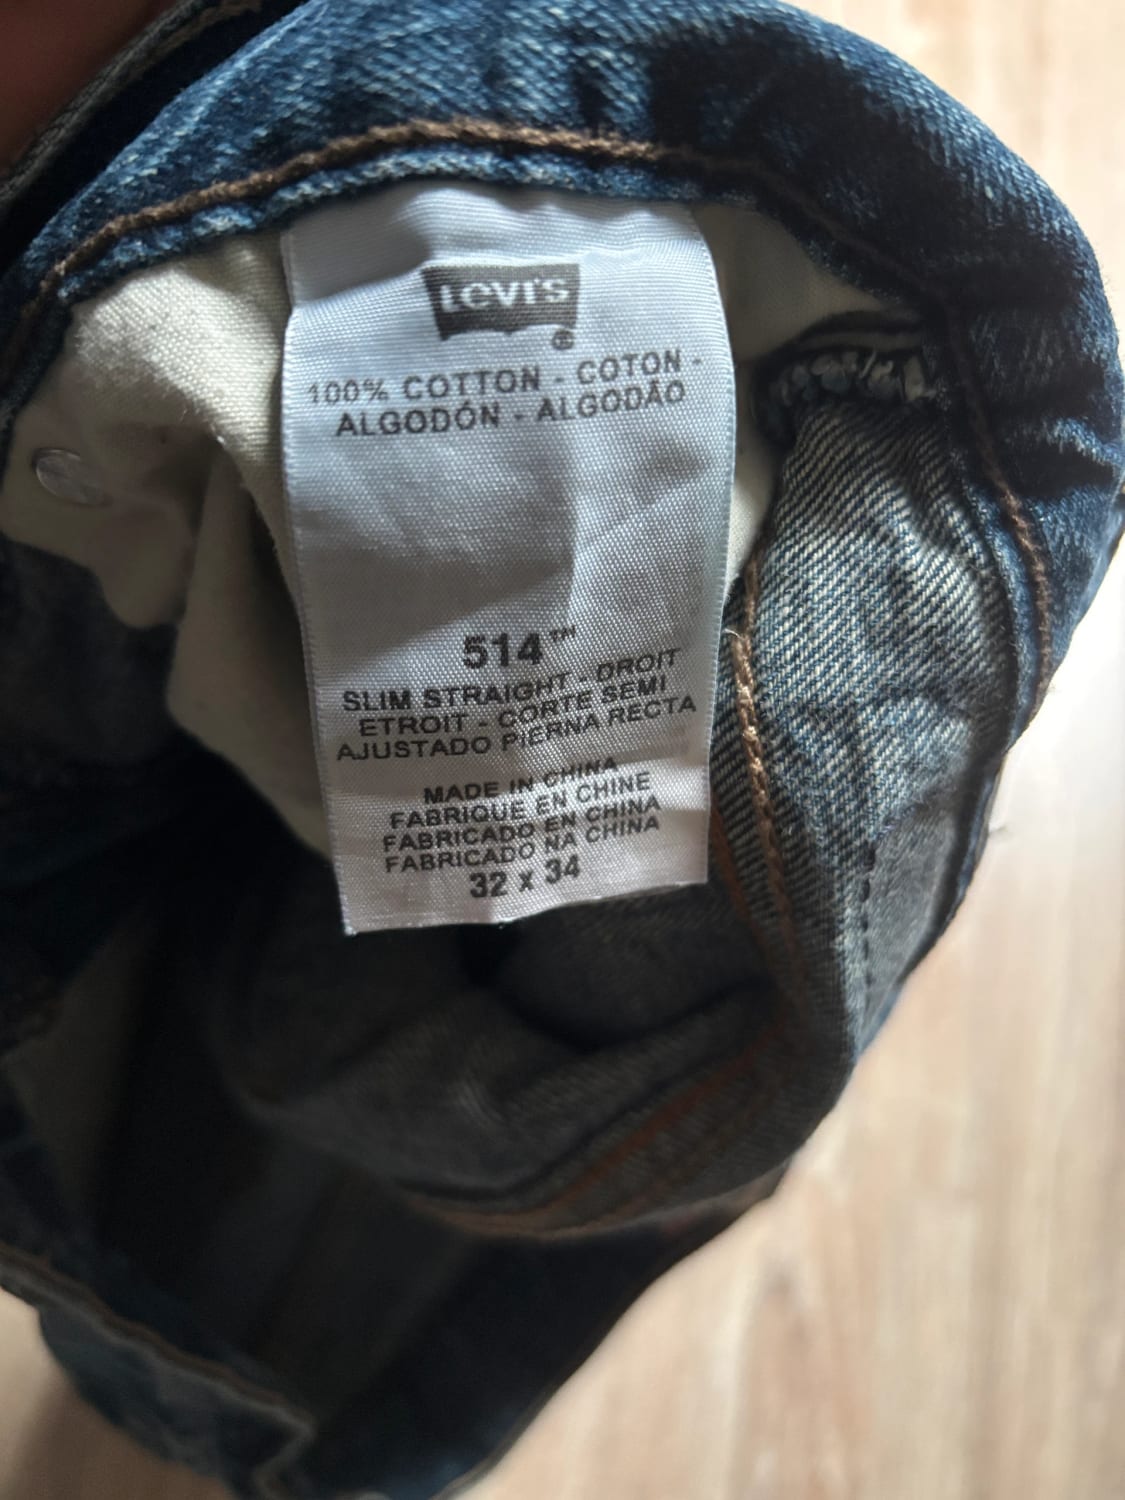 Levi's
®
100% COTTON - COTON -
ALGODÓN - ALGODÃO
514™
SLIM STRAIGHT - DROIT
ETROIT - CORTE SEMI
AJUSTADO PIERNA RECTA
MADE IN CHINA
FABRIQUE EN CHINE
FABRICADO EN CHINA
FABRICADO NA CHINA
32 x 34